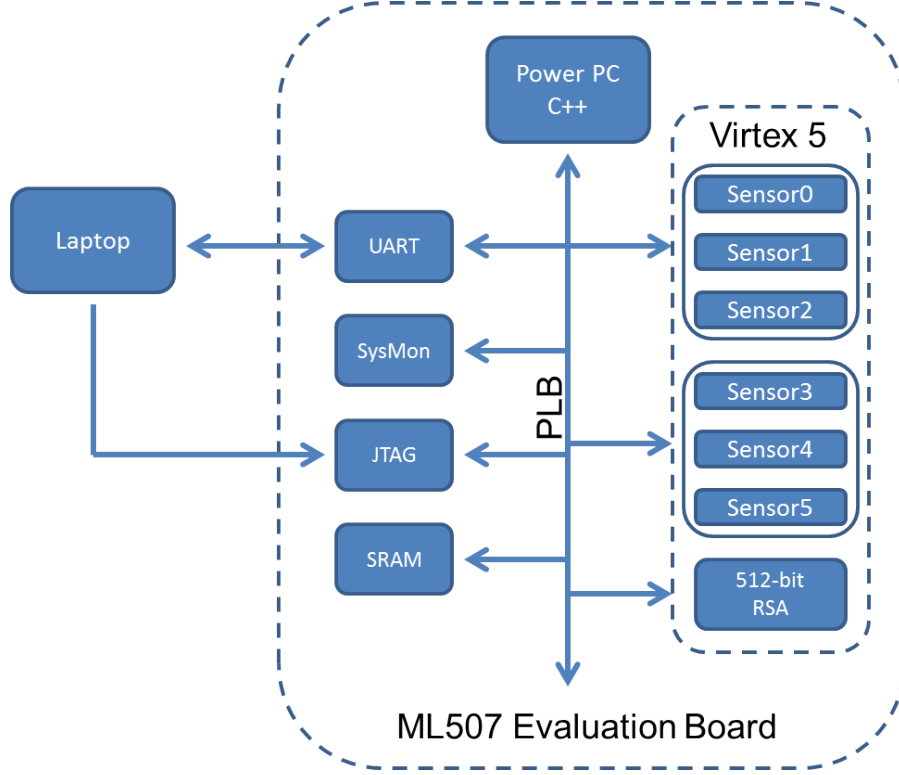 Power PC
C++
Virtex 5
Sensor0
Sensor1
Sensor2
Laptop
UART
SysMon
PLB
Sensor3
Sensor4
Sensor5
JTAG
SRAM
512-bit
RSA
ML507 Evaluation Board